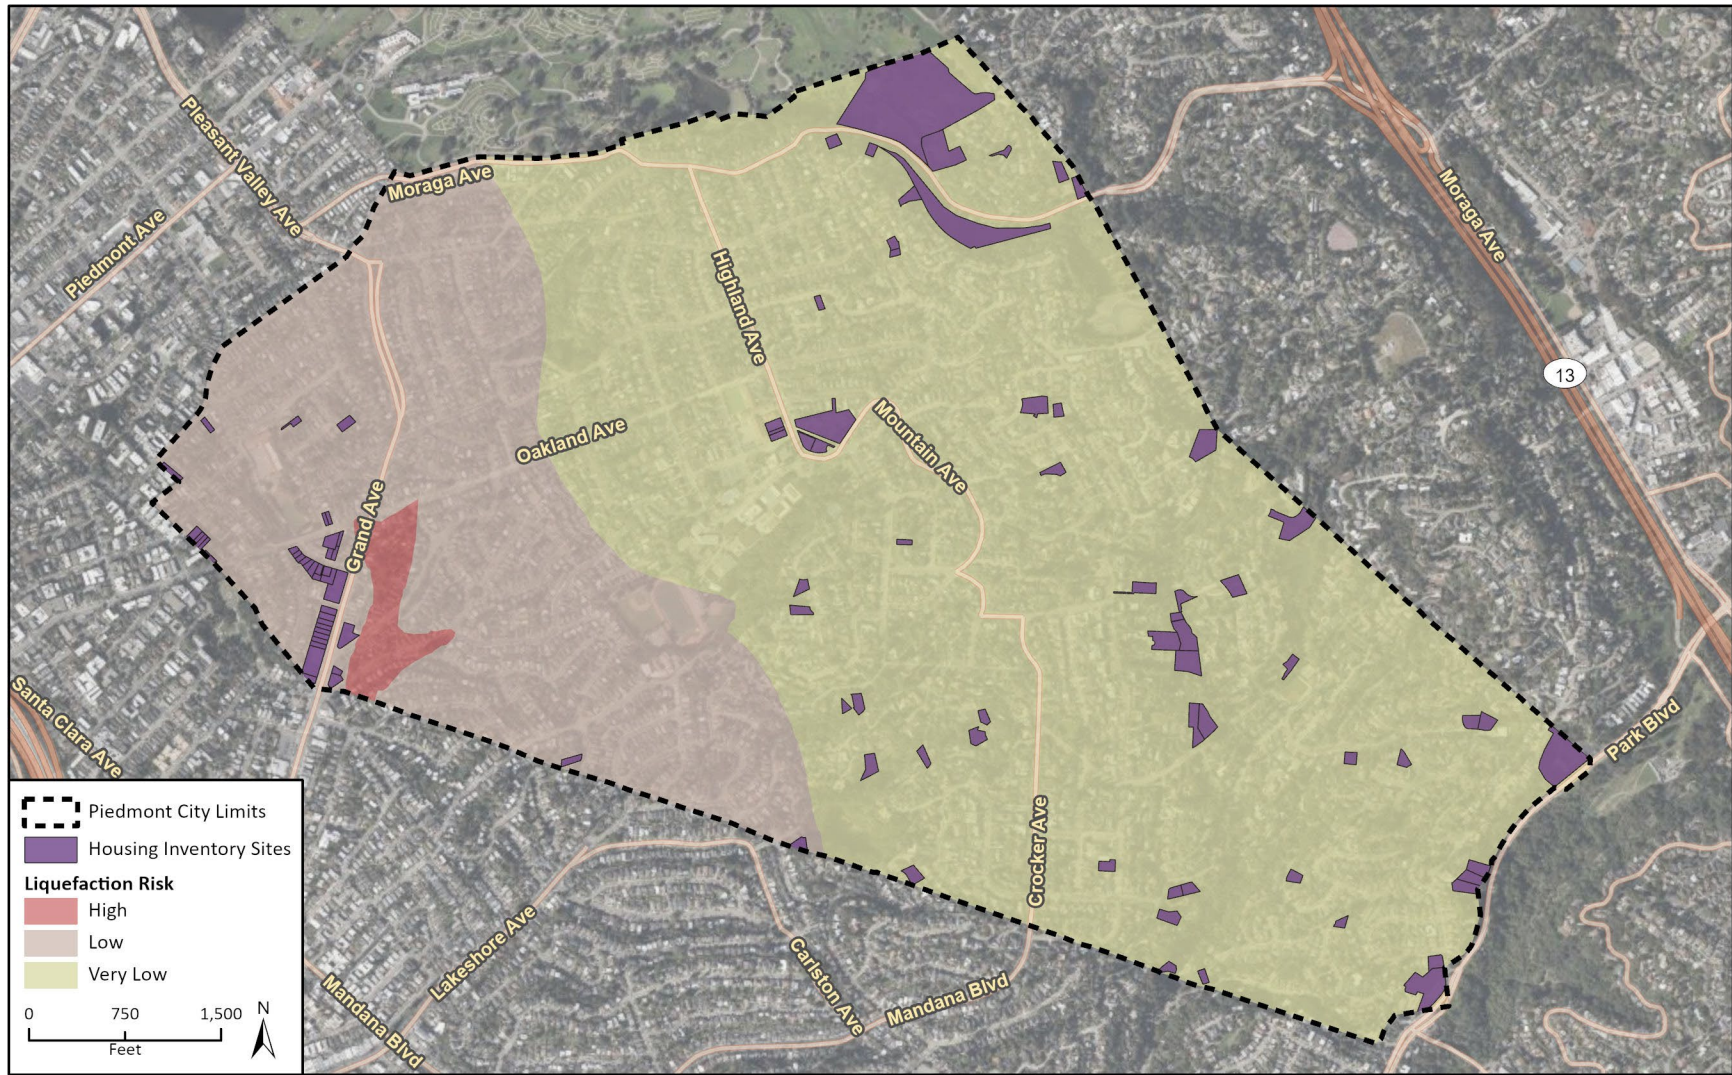 Pleasant Valley Ave
Piedmont Ave
Moraga Ave
Highland Ave
Moraga Ave
13
Oakland Ave
Mountain Ave
Grand Ave
Santa Clara Ave
Park Blvd
Crocker Ave
Lakeshore Ave
Carlston Ave
Mandana Blvd
Mandana Blvd
Piedmont City Limits
Housing Inventory Sites
Liquefaction Risk
High
Low
Very Low
0 750 1,500
Feet
N